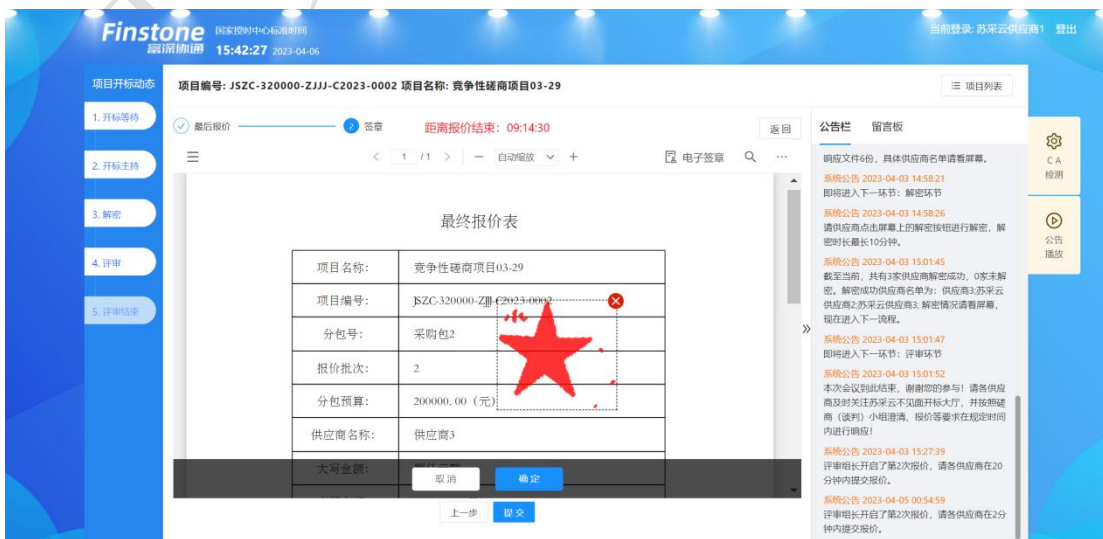 Finstone
富深协通
国家授时中心标准时间
15:42:27 2023-04-06
当前登录: 苏采云供应商1 登出
项目开标动态
1. 开标等待
2. 开标主持
3. 解密
4. 评审
5. 评审结束
项目编号: JSZC-320000-ZJJJ-C2023-0002 项目名称: 竞争性磋商项目03-29
项目列表
最后报价
2 签章
距离报价结束: 09:14:30
返回
1 / 1
自动缩放
电子签章
最终报价表
项目名称: 竞争性磋商项目03-29
项目编号: JSZC-320000-ZJJJ-C2023-0002
分包号: 采购包2
报价批次: 2
分包预算: 200000.00（元）
供应商名称: 供应商3
大写金额:
取消
确定
上一步
提交
公告栏 留言板
响应文件6份，具体供应商名单请看屏幕。
系统公告 2023-04-03 14:58:21
即将进入下一环节：解密环节
系统公告 2023-04-03 14:58:26
请供应商点击屏幕上的解密按钮进行解密，解
密时长最长10分钟。
系统公告 2023-04-03 15:01:45
截至当前，共有3家供应商解密成功，0家未解
密。解密成功供应商名单为：供应商3;苏采云
供应商2;苏采云供应商3; 解密情况请看屏幕，
现在进入下一流程。
系统公告 2023-04-03 15:01:47
即将进入下一环节：评审环节
系统公告 2023-04-03 15:01:52
本次会议到此结束，谢谢您的参与！请各供应
商及时关注苏采云不见面开标大厅，并按照磋
商（谈判）小组澄清、报价等要求在规定时间
内进行响应！
系统公告 2023-04-03 15:27:39
评审组长开启了第2次报价，请各供应商在20
分钟内提交报价。
系统公告 2023-04-05 00:54:59
评审组长开启了第2次报价，请各供应商在2分
钟内提交报价。
CA
检测
公告
播放